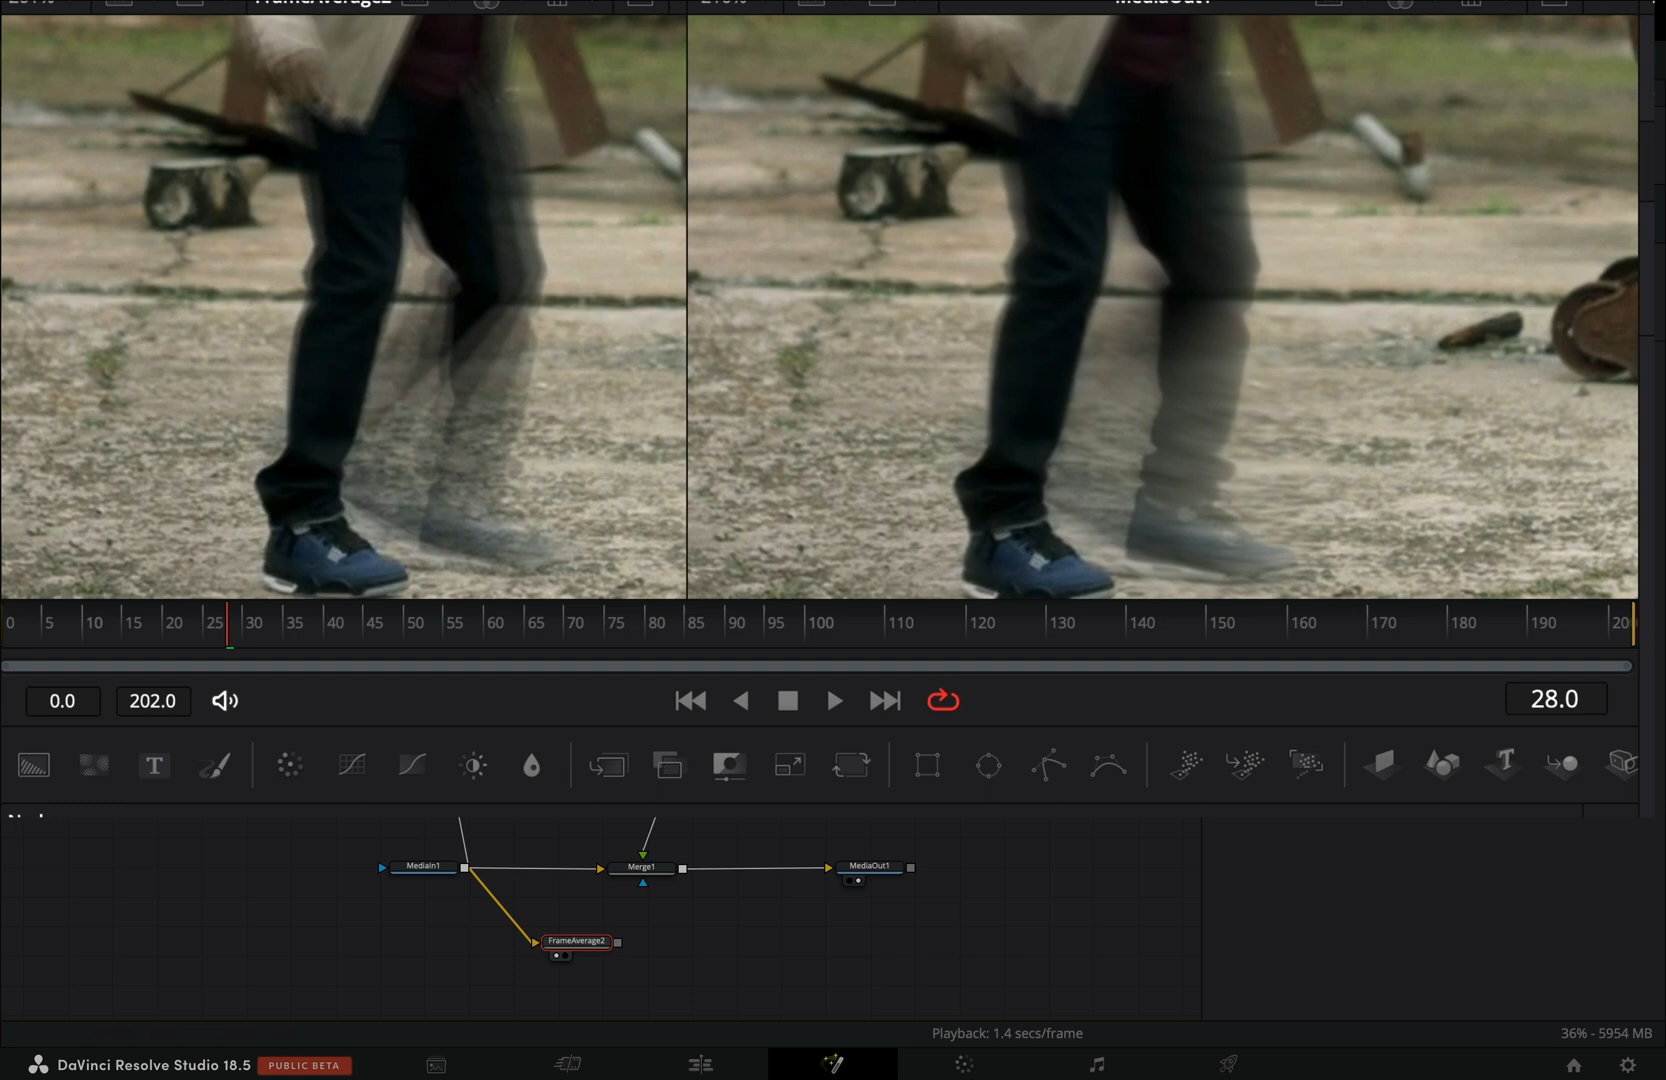 FrameAverage2
MediaOut1
0 5 10 15 20 25 30 35 40 45 50 55 60 65 70 75 80 85 90 95 100 110 120 130 140 150 160 170 180 190
0.0 202.0 28.0
T
MediaIn1 Merge1 MediaOut1
FrameAverage2
Playback: 1.4 secs/frame 36% - 5954 MB
DaVinci Resolve Studio 18.5 PUBLIC BETA